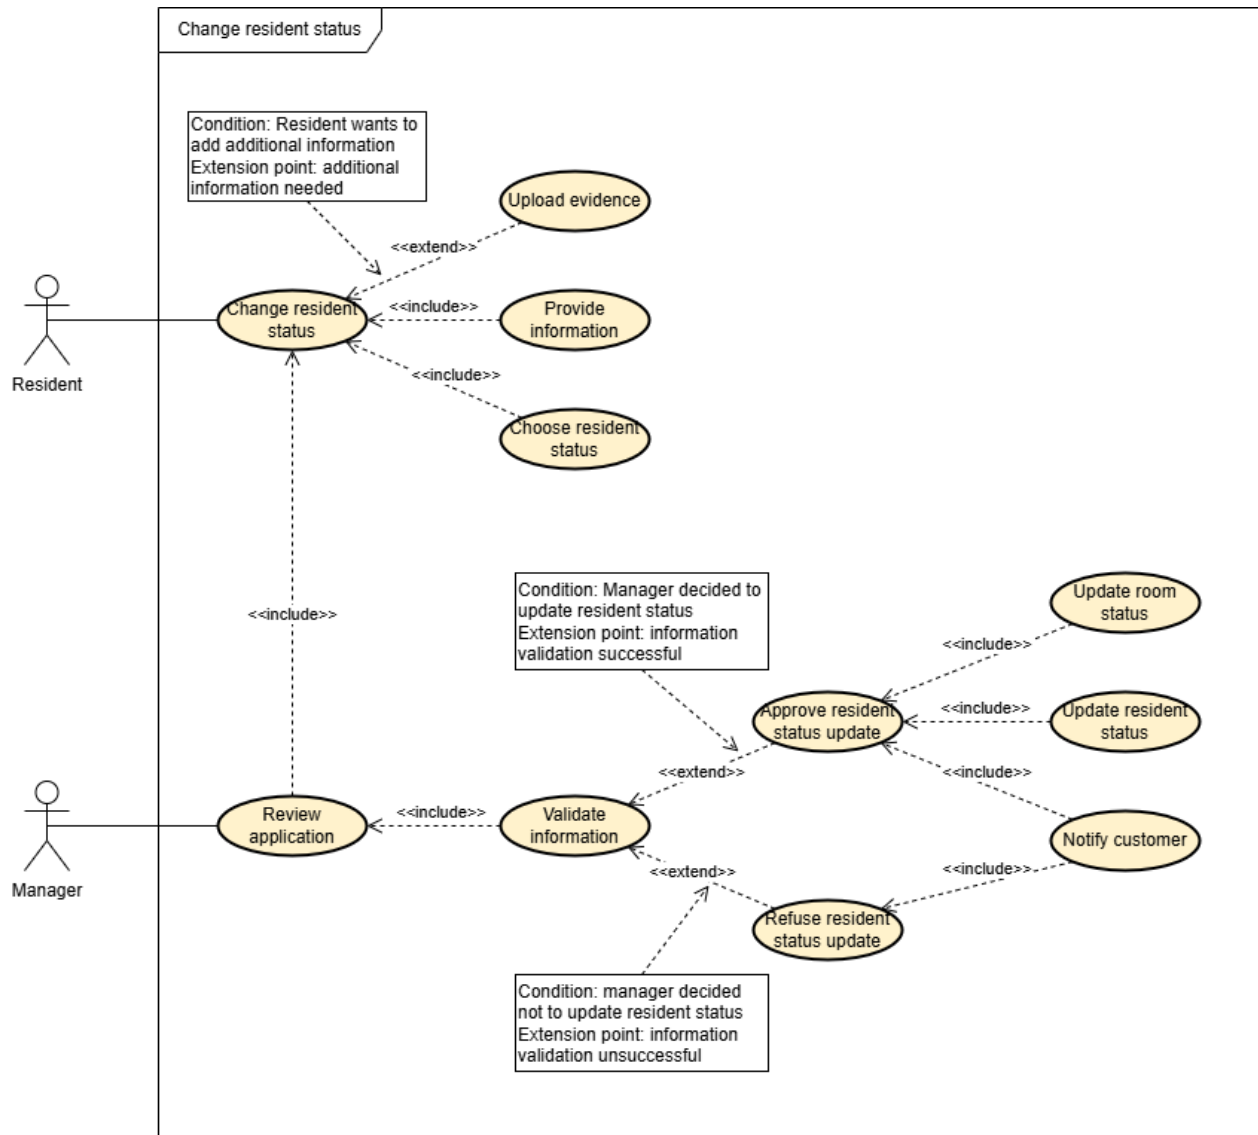 Change resident status
Condition: Resident wants to
add additional information
Extension point: additional
information needed
Upload evidence
<<extend>>
Change resident
status
<<include>>
Provide
information
Resident
<<include>>
Choose resident
status
<<include>>
Condition: Manager decided to
update resident status
Extension point: information
validation successful
Update room
status
<<include>>
Approve resident
status update
<<include>>
Update resident
status
<<extend>>
<<include>>
Manager
Review
application
<<include>>
Validate
information
Notify customer
<<extend>>
<<include>>
Refuse resident
status update
Condition: manager decided
not to update resident status
Extension point: information
validation unsuccessful